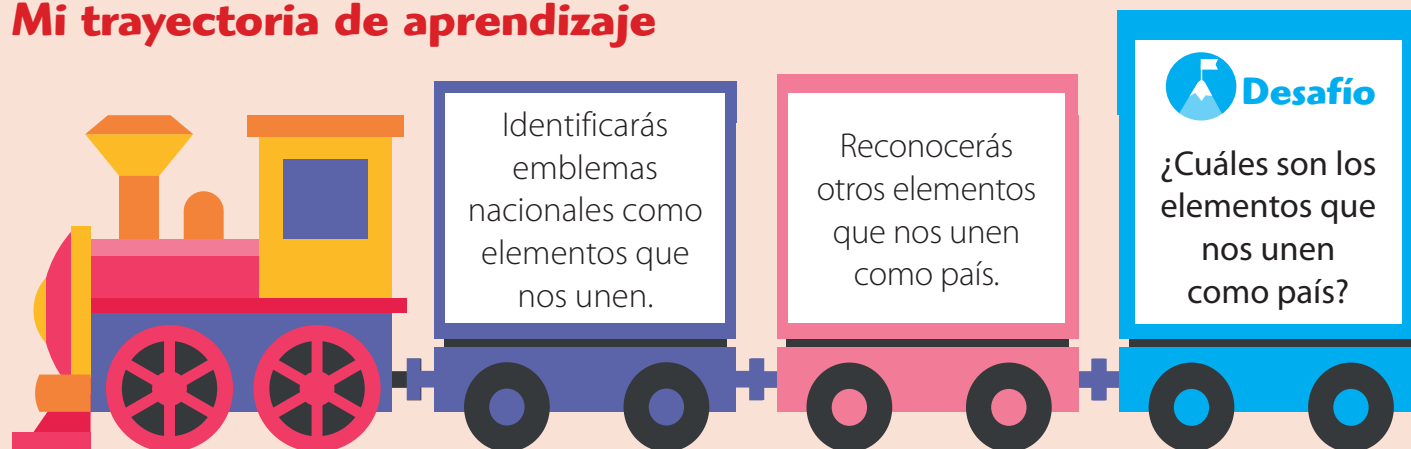 Mi trayectoria de aprendizaje
Identificarás
emblemas
nacionales como
elementos que
nos unen.
Reconocerás
otros elementos
que nos unen
como país.
Desafío
¿Cuáles son los
elementos que
nos unen
como país?